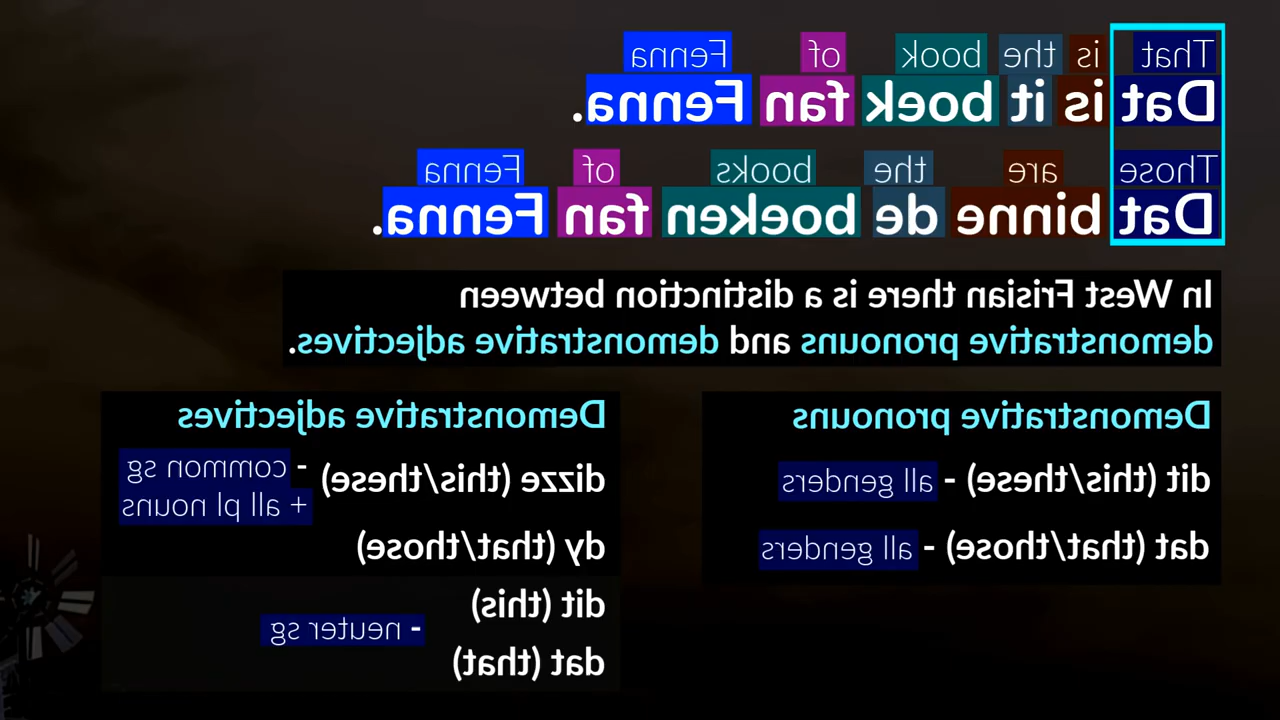 That is the book of Fenna
Dat is it boek fan Fenna.
Those are the books of Fenna
Dat binne de boeken fan Fenna.
In West Frisian there is a distinction between
demonstrative pronouns and demonstrative adjectives.
Demonstrative pronouns
dit (this/these) - all genders
dat (that/those) - all genders
Demonstrative adjectives
dizze (this/these) - common sg
+ all pl nouns
dy (that/those)
dit (this)
- neuter sg
dat (that)